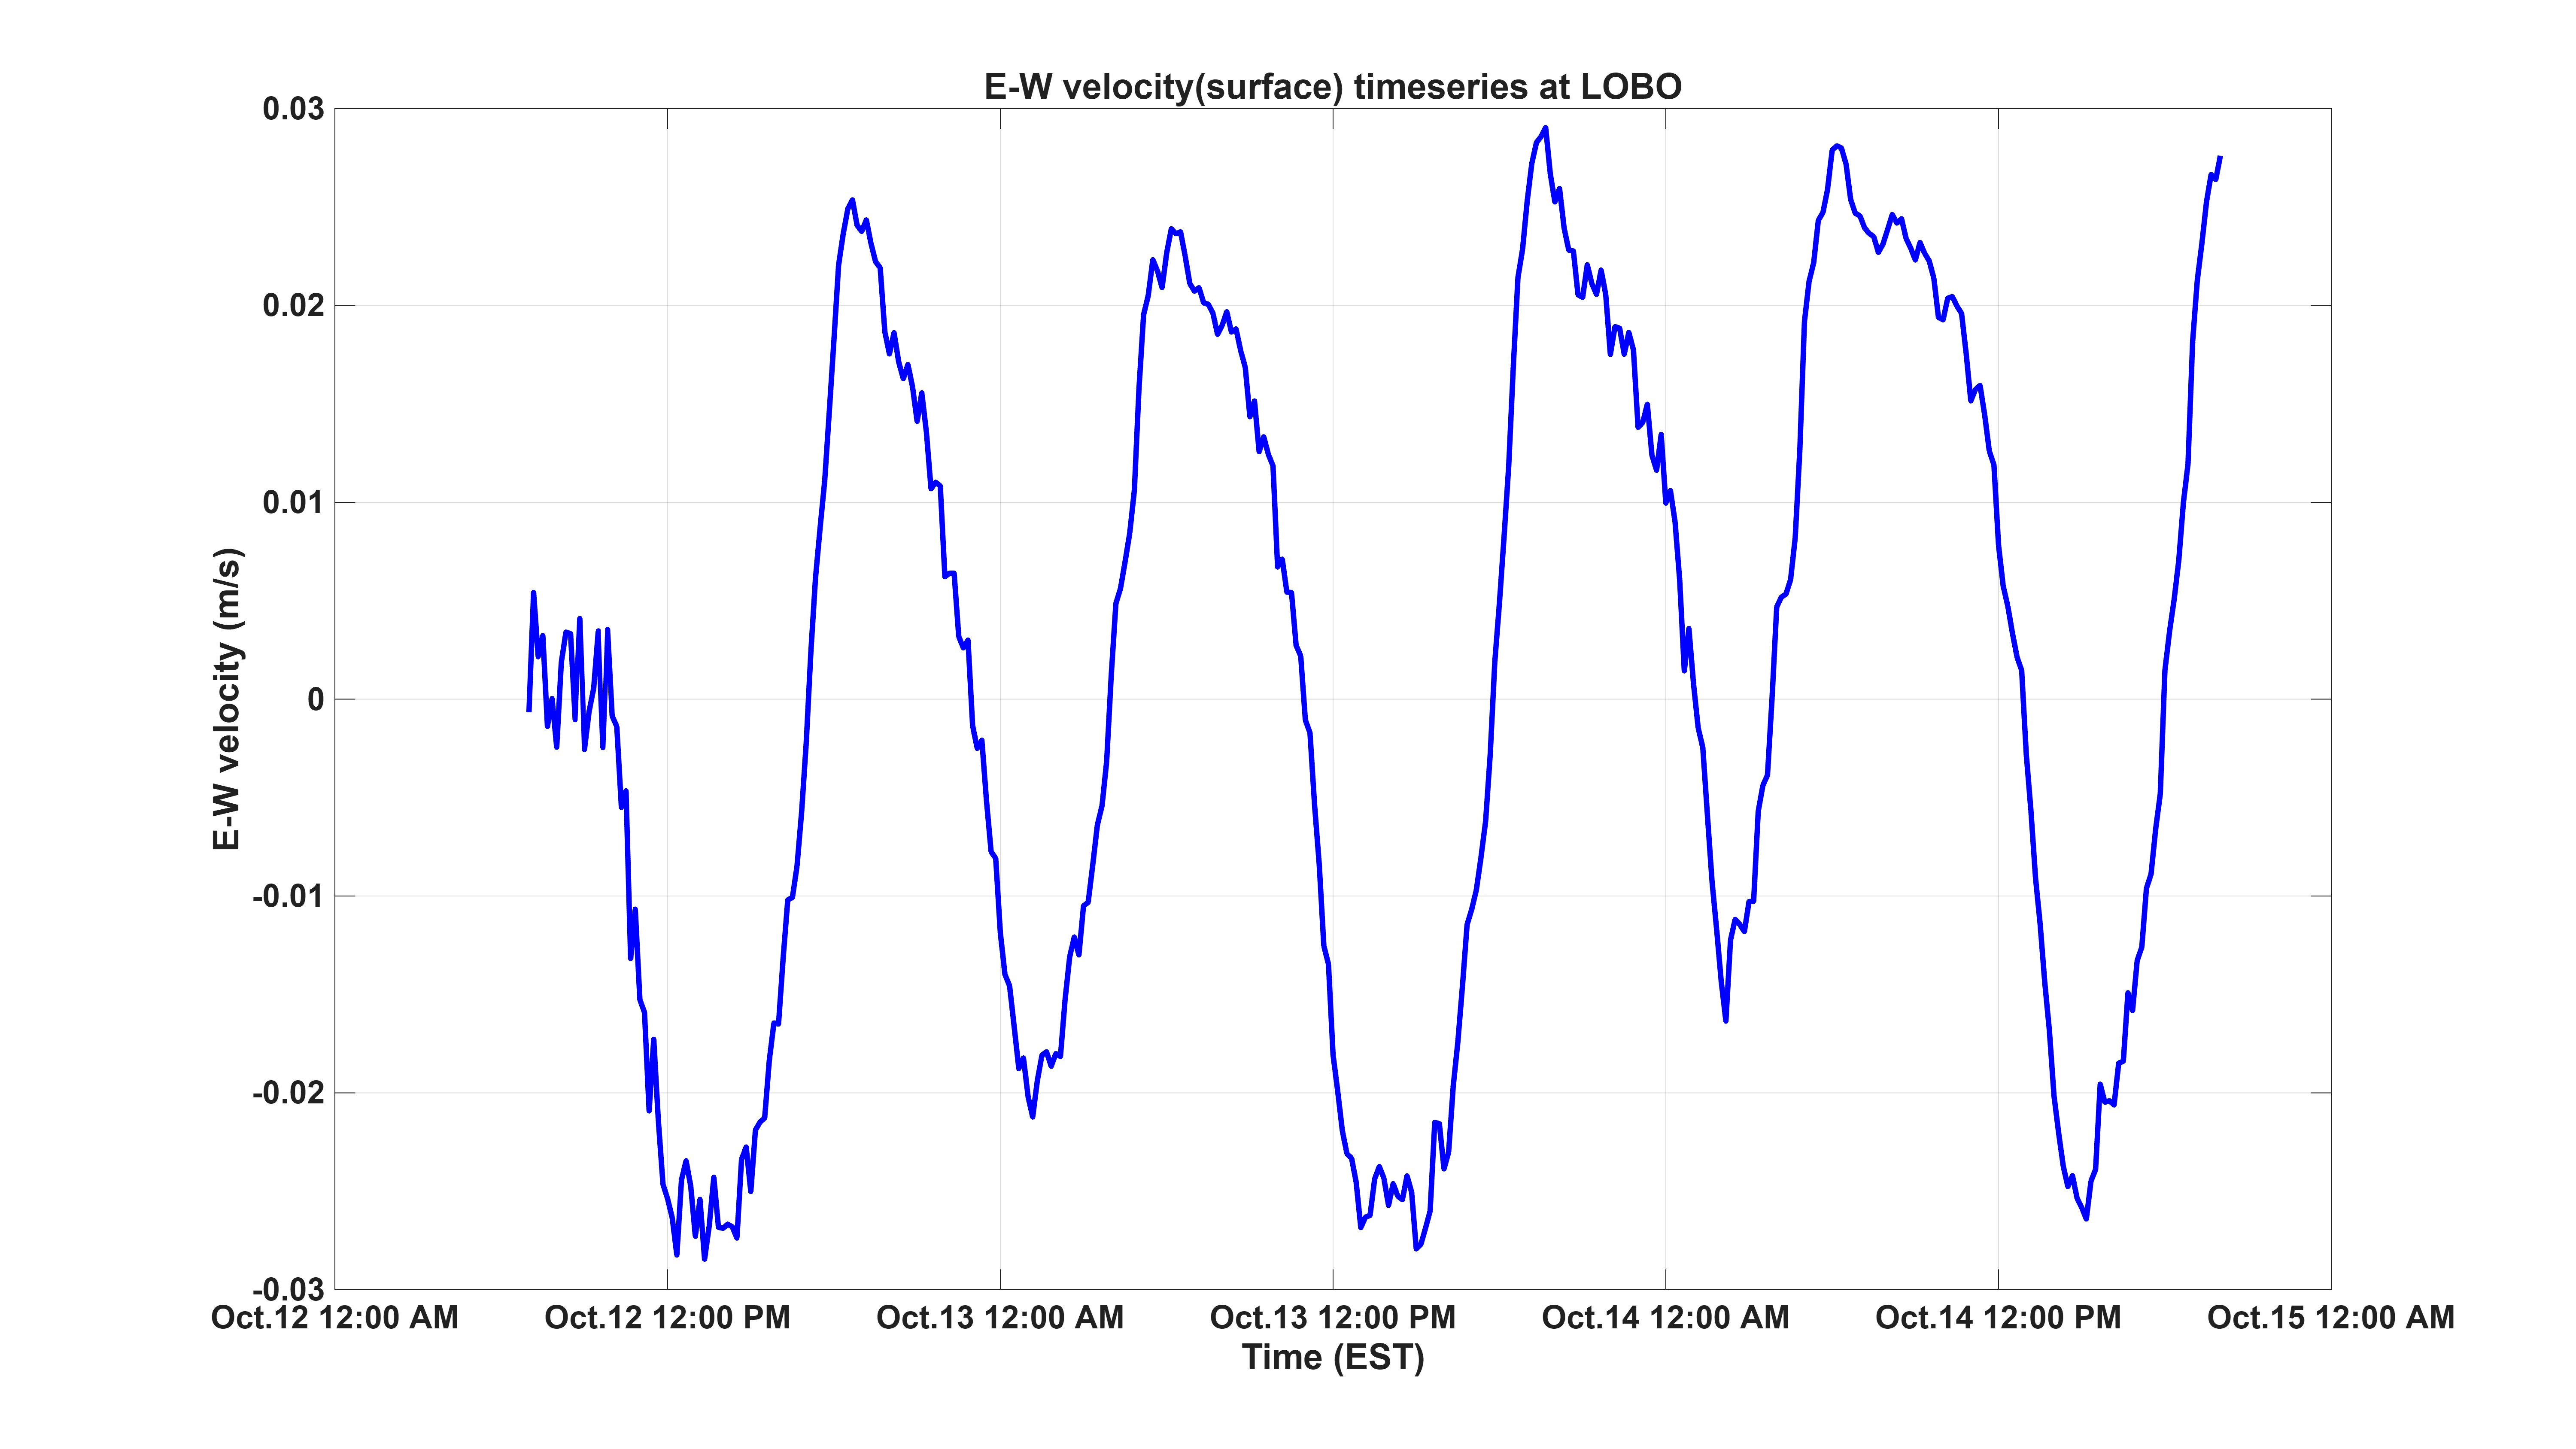 E-W velocity(surface) timeseries at LOBO
0.03
0.02
0.01
0
-0.01
-0.02
-0.03
E-W velocity (m/s)
Oct.12 12:00 AM
Oct.12 12:00 PM
Oct.13 12:00 AM
Oct.13 12:00 PM
Oct.14 12:00 AM
Oct.14 12:00 PM
Oct.15 12:00 AM
Time (EST)